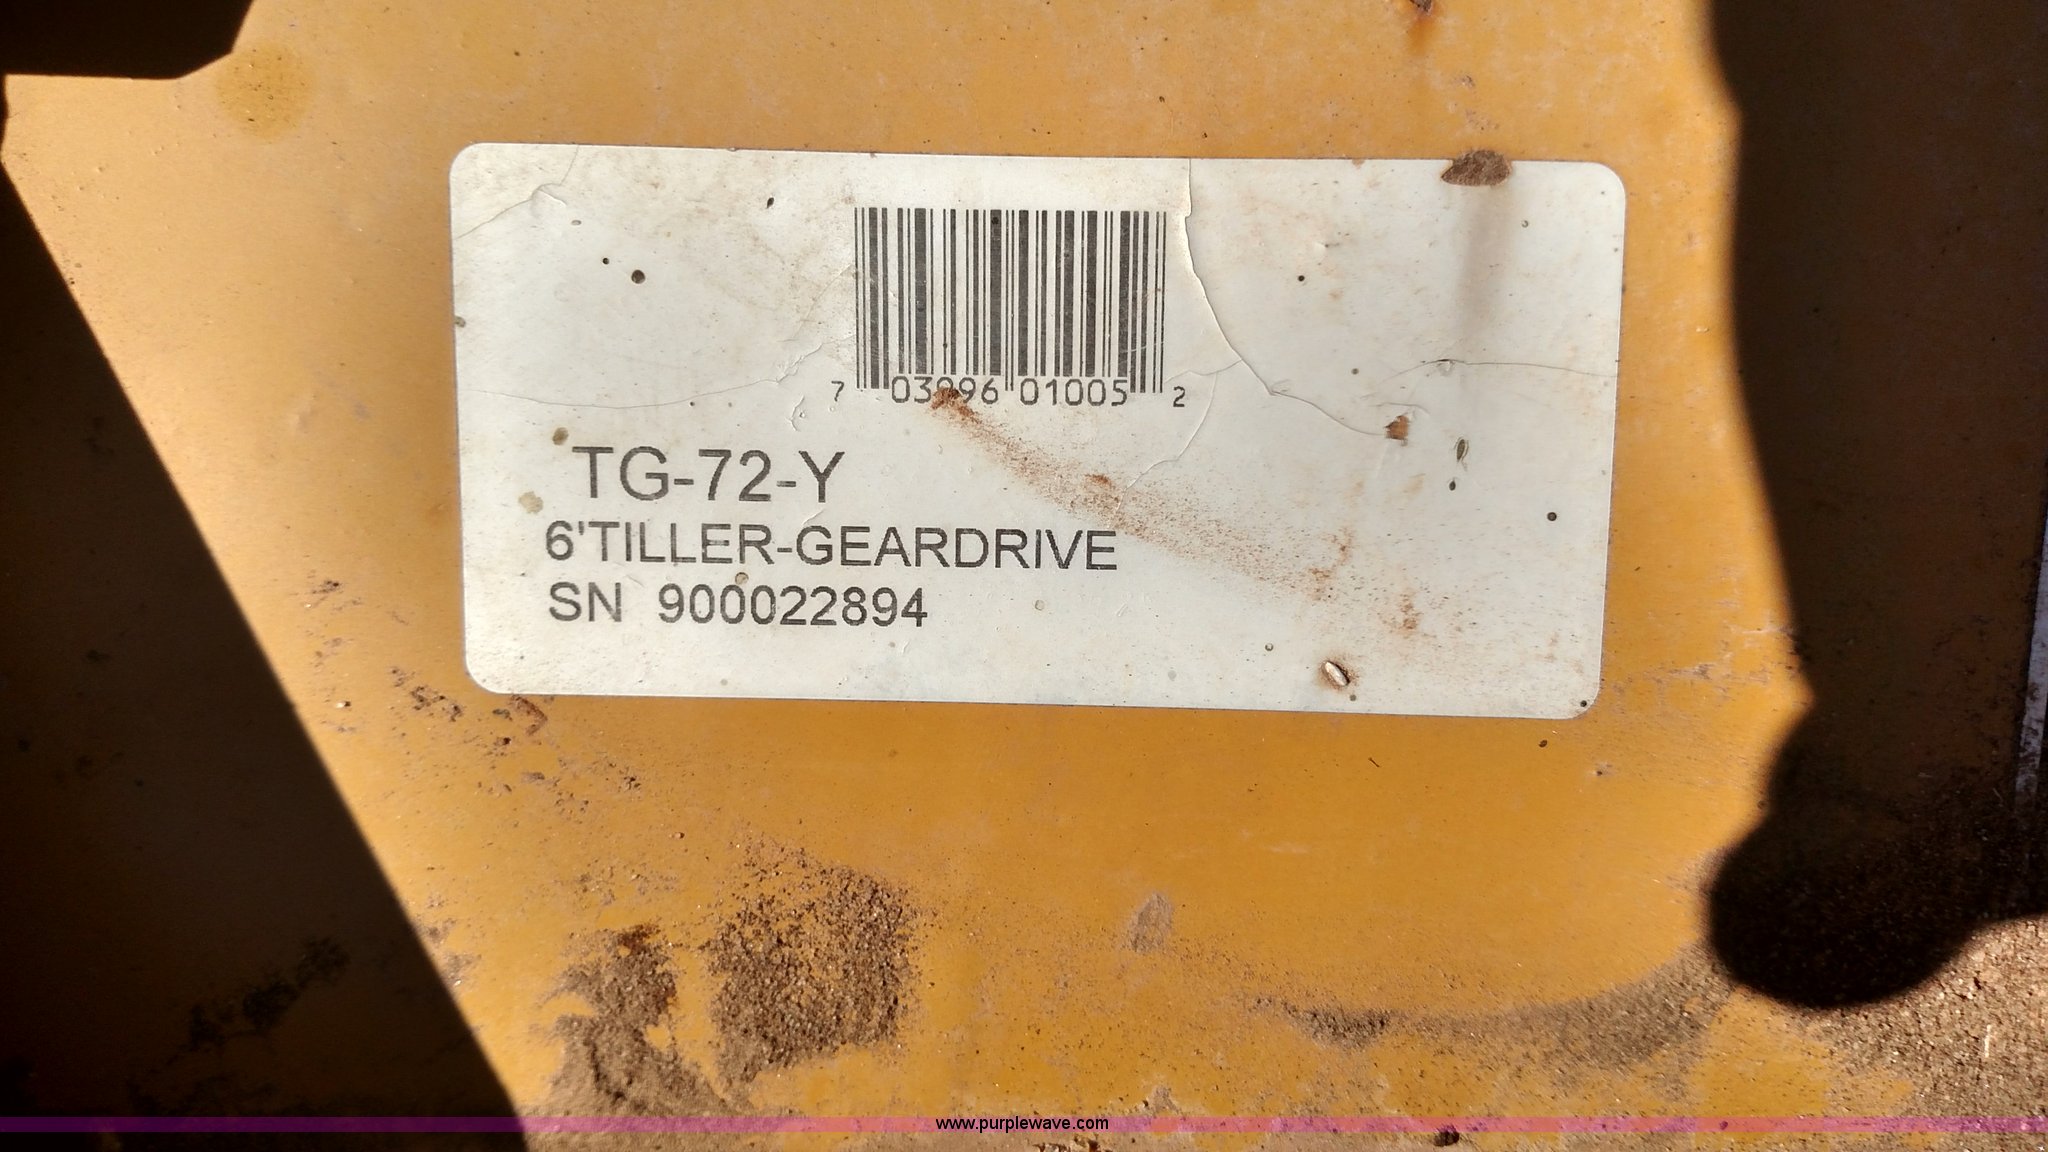 7 03996 01005 2
TG-72-Y
6'TILLER-GEARDRIVE
SN 900022894
www.purplewave.com